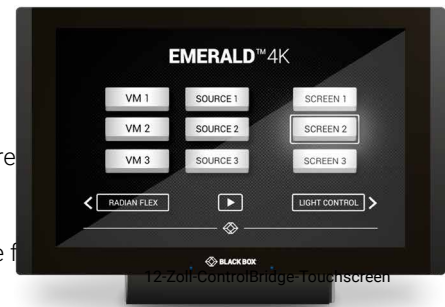 EMERALD™4K
VM 1 SOURCE 1 SCREEN 1
VM 2 SOURCE 2 SCREEN 2
re
VM 3 SOURCE 3 SCREEN 3
RADIAN FLEX LIGHT CONTROL
e f
BLACK BOX
12-Zoll-ControlBridge-Touchscreen